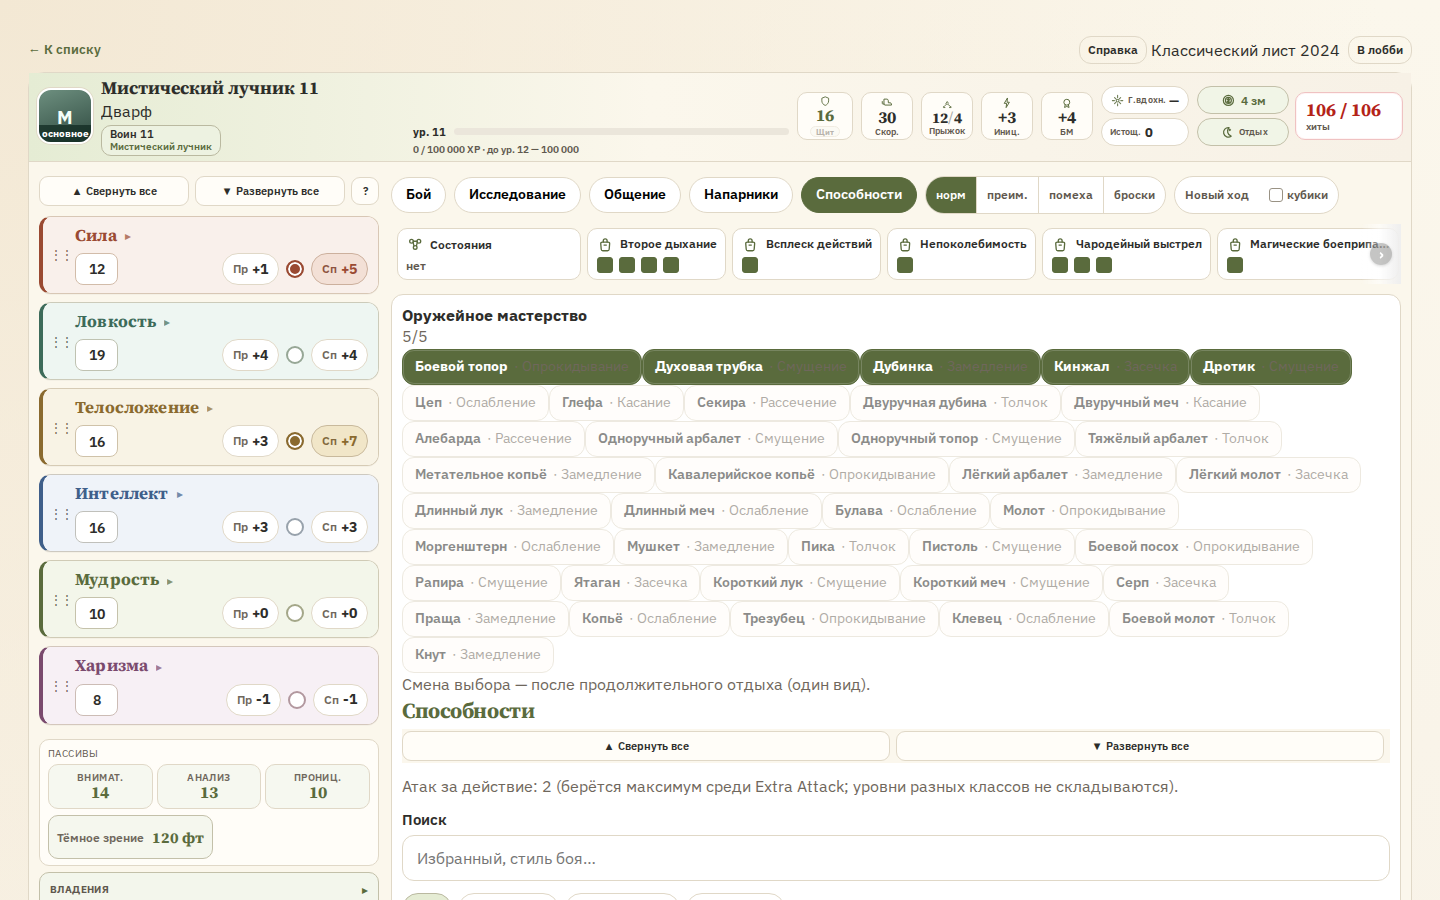 ← К списку
Справка Классический лист 2024 В лобби
М
основное
Мистический лучник 11
Дварф
Воин 11
Мистический лучник
ур. 11
0 / 100 000 XP · до ур. 12 — 100 000
16
Щит
30
Скор.
12/4
Прыжок
+3
Иниц.
+4
БМ
Г.вдохн. —
Истощ. 0
4 зм
Отдых
106 / 106
хиты
▲ Свернуть все ▼ Развернуть все ?
Бой Исследование Общение Напарники Способности норм преим. помеха броски Новый ход кубики
Состояния
нет
Второе дыхание
Всплеск действий
Непоколебимость
Чародейный выстрел
Магические боеприпа...
›
Сила ▸
12 Пр +1 Сп +5
Ловкость ▸
19 Пр +4 Сп +4
Телосложение ▸
16 Пр +3 Сп +7
Интеллект ▸
16 Пр +3 Сп +3
Мудрость ▸
10 Пр +0 Сп +0
Харизма ▸
8 Пр -1 Сп -1
ПАССИВЫ
ВНИМАТ. АНАЛИЗ ПРОНИЦ.
14 13 10
Тёмное зрение 120 фт
ВЛАДЕНИЯ ▸
Оружейное мастерство
5/5
Боевой топор · Опрокидывание Духовая трубка · Смущение Дубинка · Замедление Кинжал · Засечка Дротик · Смущение
Цеп · Ослабление Глефа · Касание Секира · Рассечение Двуручная дубина · Толчок Двуручный меч · Касание
Алебарда · Рассечение Одноручный арбалет · Смущение Одноручный топор · Смущение Тяжёлый арбалет · Толчок
Метательное копьё · Замедление Кавалерийское копьё · Опрокидывание Лёгкий арбалет · Замедление Лёгкий молот · Засечка
Длинный лук · Замедление Длинный меч · Ослабление Булава · Ослабление Молот · Опрокидывание
Моргенштерн · Ослабление Мушкет · Замедление Пика · Толчок Пистоль · Смущение Боевой посох · Опрокидывание
Рапира · Смущение Ятаган · Засечка Короткий лук · Смущение Короткий меч · Смущение Серп · Засечка
Праща · Замедление Копьё · Ослабление Трезубец · Опрокидывание Клевец · Ослабление Боевой молот · Толчок
Кнут · Замедление
Смена выбора — после продолжительного отдыха (один вид).
Способности
▲ Свернуть все ▼ Развернуть все
Атак за действие: 2 (берётся максимум среди Extra Attack; уровни разных классов не складываются).
Поиск
Избранный, стиль боя...